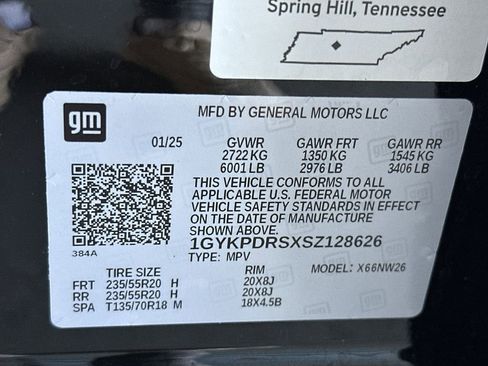 Spring Hill, Tennessee
gm
MFD BY GENERAL MOTORS LLC
01/25 GVWR GAWR FRT GAWR RR
2722 KG 1350 KG 1545 KG
6001 LB 2976 LB 3406 LB
THIS VEHICLE CONFORMS TO ALL
APPLICABLE U.S. FEDERAL MOTOR
VEHICLE SAFETY STANDARDS IN EFFECT
ON THE DATE OF MANUFACTURE
SHOWN ABOVE.
1GYKPDRSXSZ128626
384A
TYPE: MPV MODEL: X66NW26
TIRE SIZE RIM
FRT 235/55R20 H 20X8J
RR 235/55R20 H 20X8J
SPA T135/70R18 M 18X4.5B